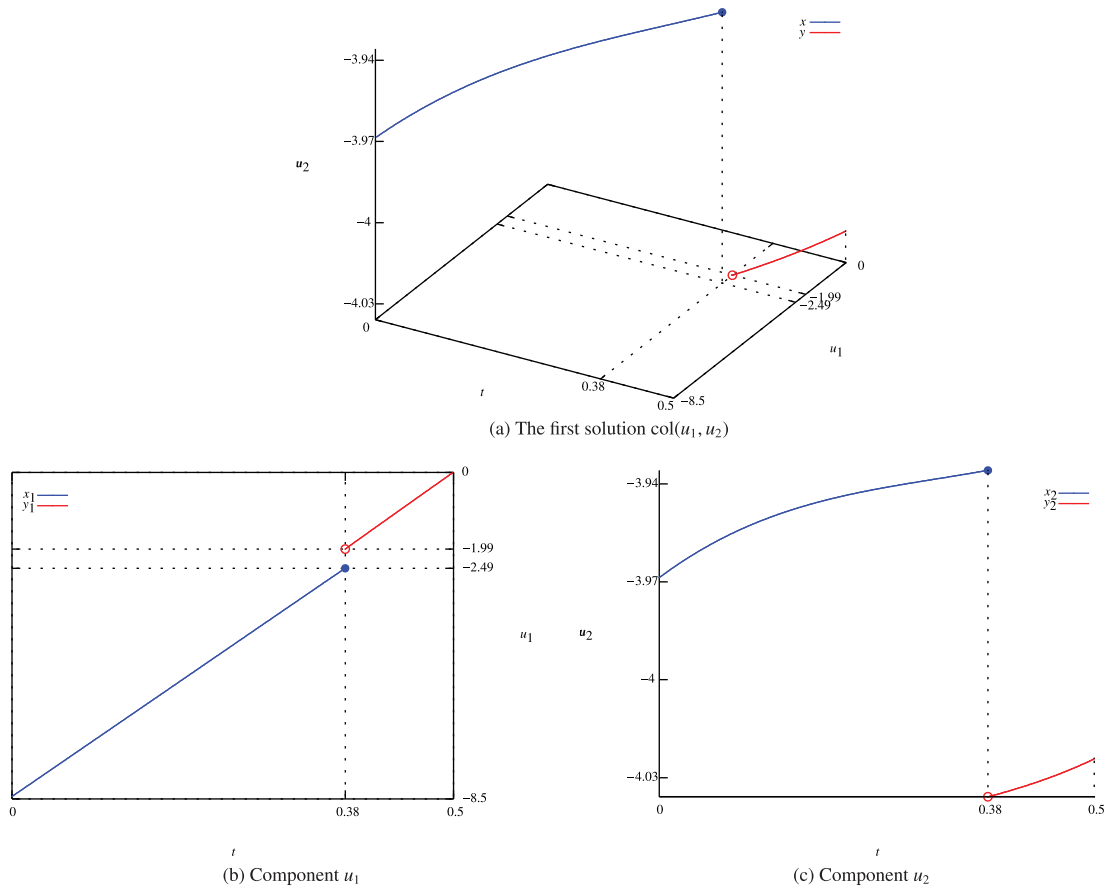 x
y
−3.94
−3.97
u2
−4
−4.03
0
0
−1.99
−2.49
u1
0.38
t
0.5
−8.5
(a) The first solution col(u1, u2)
x1
y1
0
−1.99
−2.49
u1
−8.5
0
0.38
0.5
t
(b) Component u1
x2
y2
−3.94
−3.97
u2
−4
−4.03
0
0.38
0.5
t
(c) Component u2